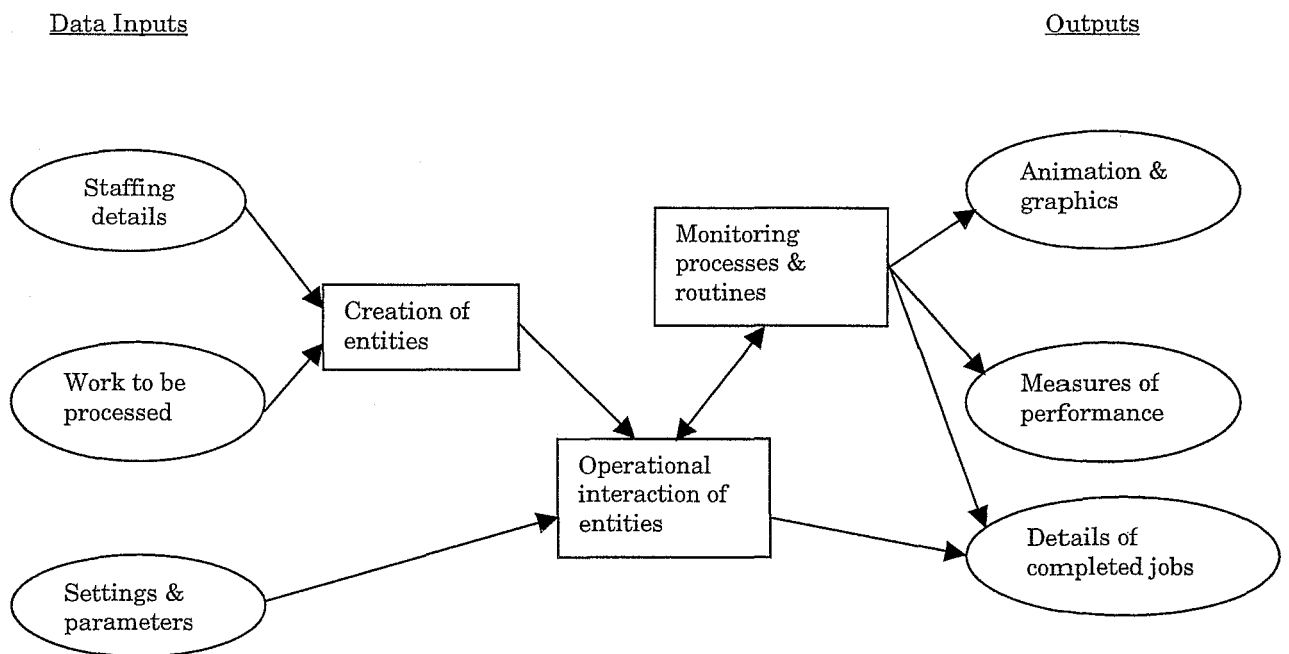 Data Inputs
Outputs
Staffing
details
Work to be
processed
Settings &
parameters
Creation of
entities
Monitoring
processes &
routines
Operational
interaction of
entities
Animation &
graphics
Measures of
performance
Details of
completed jobs